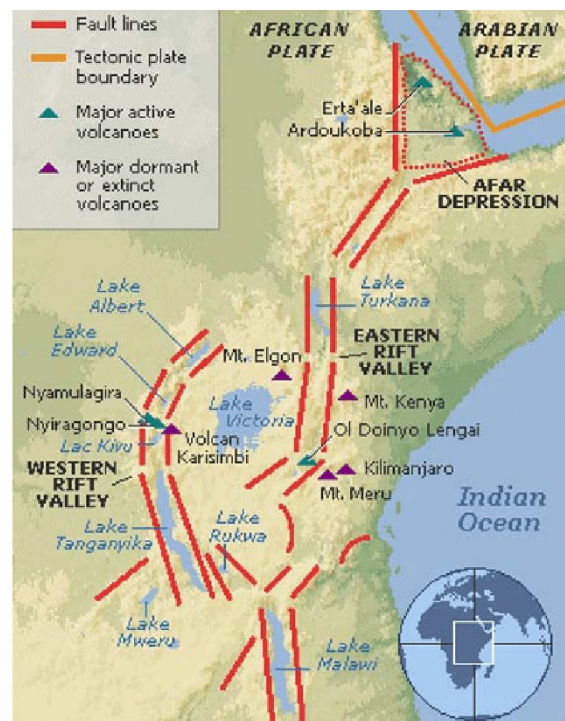 Fault lines
Tectonic plate
boundary
Major active
volcanoes
Major dormant
or extinct
volcanoes
AFRICAN
PLATE
ARABIAN
PLATE
Erta'ale
Ardoukoba
AFAR
DEPRESSION
Lake
Turkana
Lake
Albert
Lake
Edward
Mt. Elgon
EASTERN
RIFT
VALLEY
Nyamulagira
Nyiragongo
Lake
Victoria
Mt. Kenya
Lac Kivu
Volcan
Karisimbi
Ol Doinyo Lengai
WESTERN
RIFT
VALLEY
Kilimanjaro
Mt. Meru
Indian
Ocean
Lake
Tanganyika
Lake
Rukwa
Lake
Mweru
Lake
Malawi